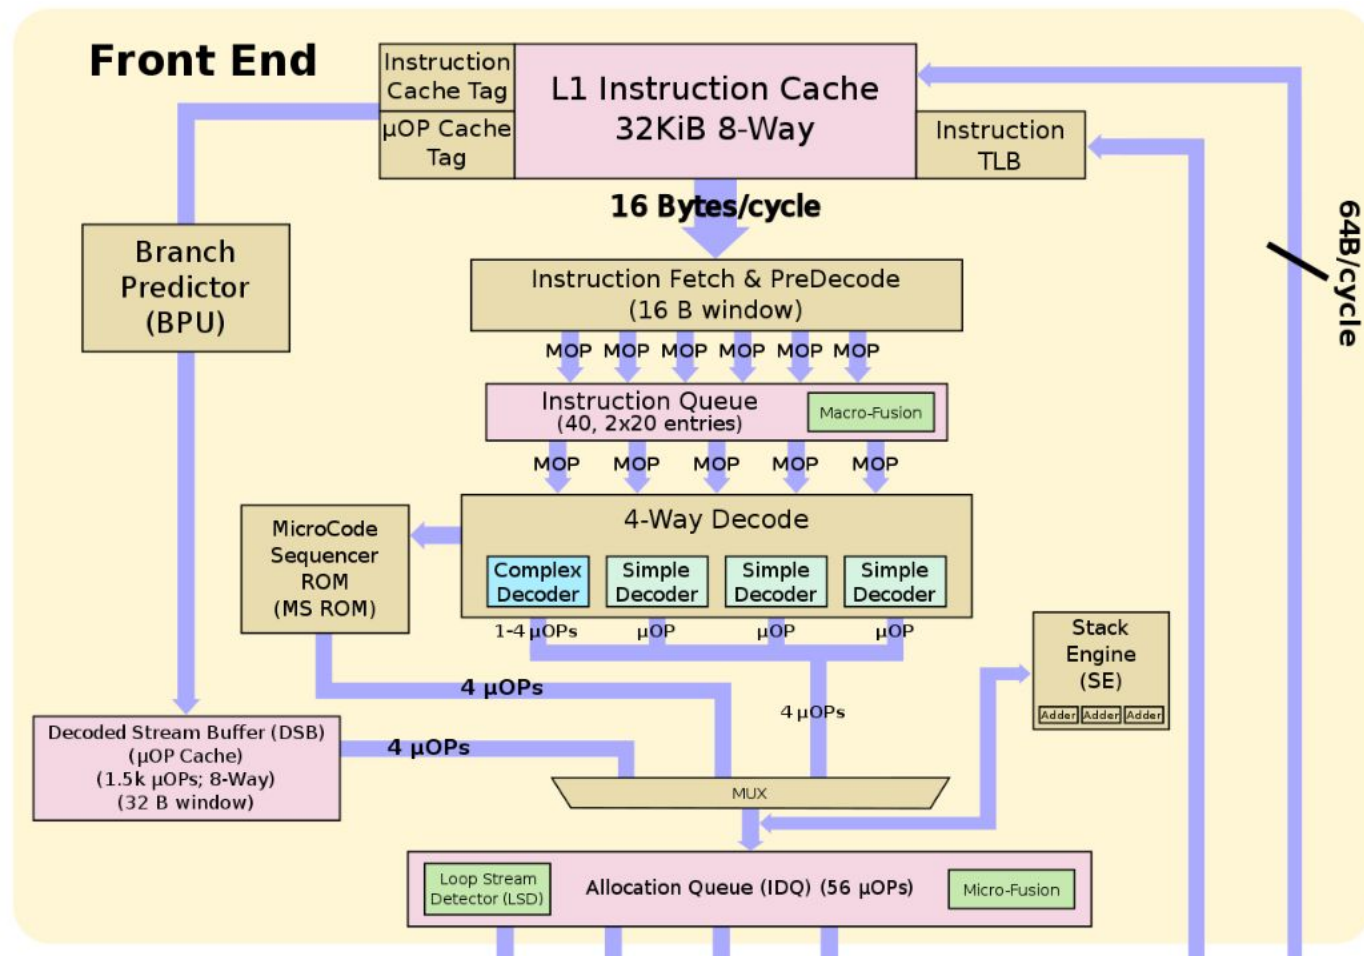 Front End
Instruction
Cache Tag
µOP Cache
Tag
L1 Instruction Cache
32KiB 8-Way
Instruction
TLB
16 Bytes/cycle
64B/cycle
Branch
Predictor
(BPU)
Instruction Fetch & PreDecode
(16 B window)
MOP MOP MOP MOP MOP MOP
Instruction Queue
(40, 2x20 entries)
Macro-Fusion
MOP MOP MOP MOP MOP
4-Way Decode
MicroCode
Sequencer
ROM
(MS ROM)
Complex
Decoder
Simple
Decoder
Simple
Decoder
Simple
Decoder
1-4 µOPs µOP µOP µOP
Stack
Engine
(SE)
Adder Adder Adder
4 µOPs
4 µOPs
Decoded Stream Buffer (DSB)
(µOP Cache)
(1.5k µOPs; 8-Way)
(32 B window)
4 µOPs
MUX
Loop Stream
Detector (LSD)
Allocation Queue (IDQ) (56 µOPs)
Micro-Fusion